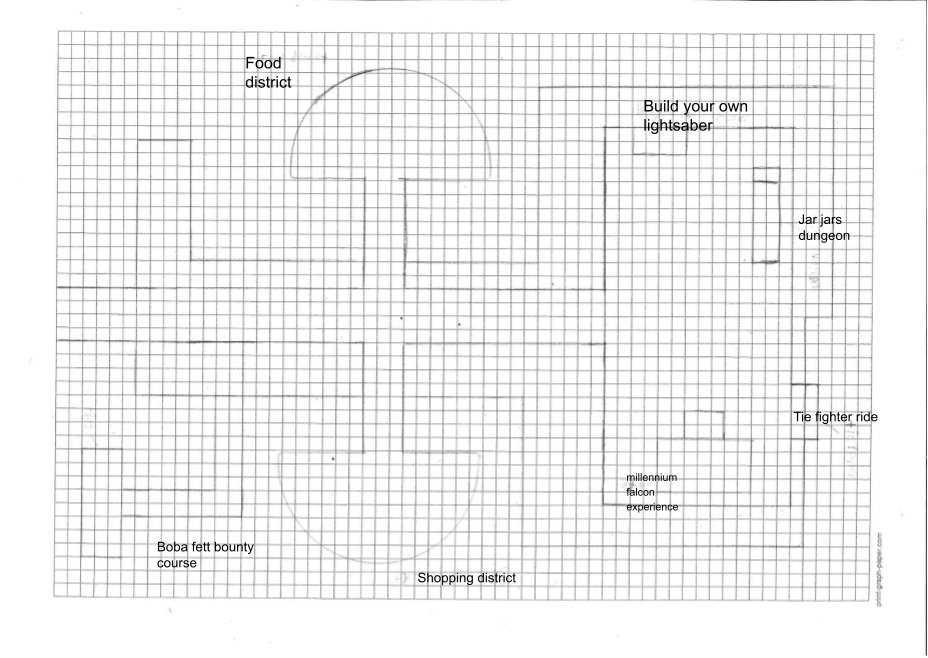 Food
district
Build your own
lightsaber
Jar jars
dungeon
Tie fighter ride
millennium
falcon
experience
Boba fett bounty
course
Shopping district
print-graph-paper.com